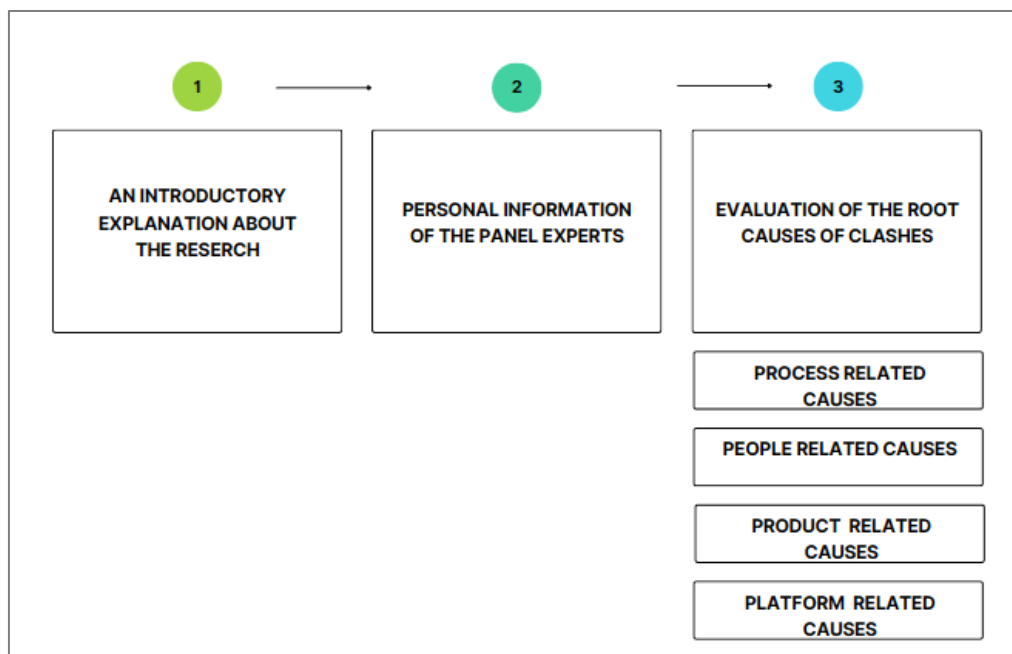 1
2
3
AN INTRODUCTORY
EXPLANATION ABOUT
THE RESERCH
PERSONAL INFORMATION
OF THE PANEL EXPERTS
EVALUATION OF THE ROOT
CAUSES OF CLASHES
PROCESS RELATED
CAUSES
PEOPLE RELATED CAUSES
PRODUCT RELATED
CAUSES
PLATFORM RELATED
CAUSES